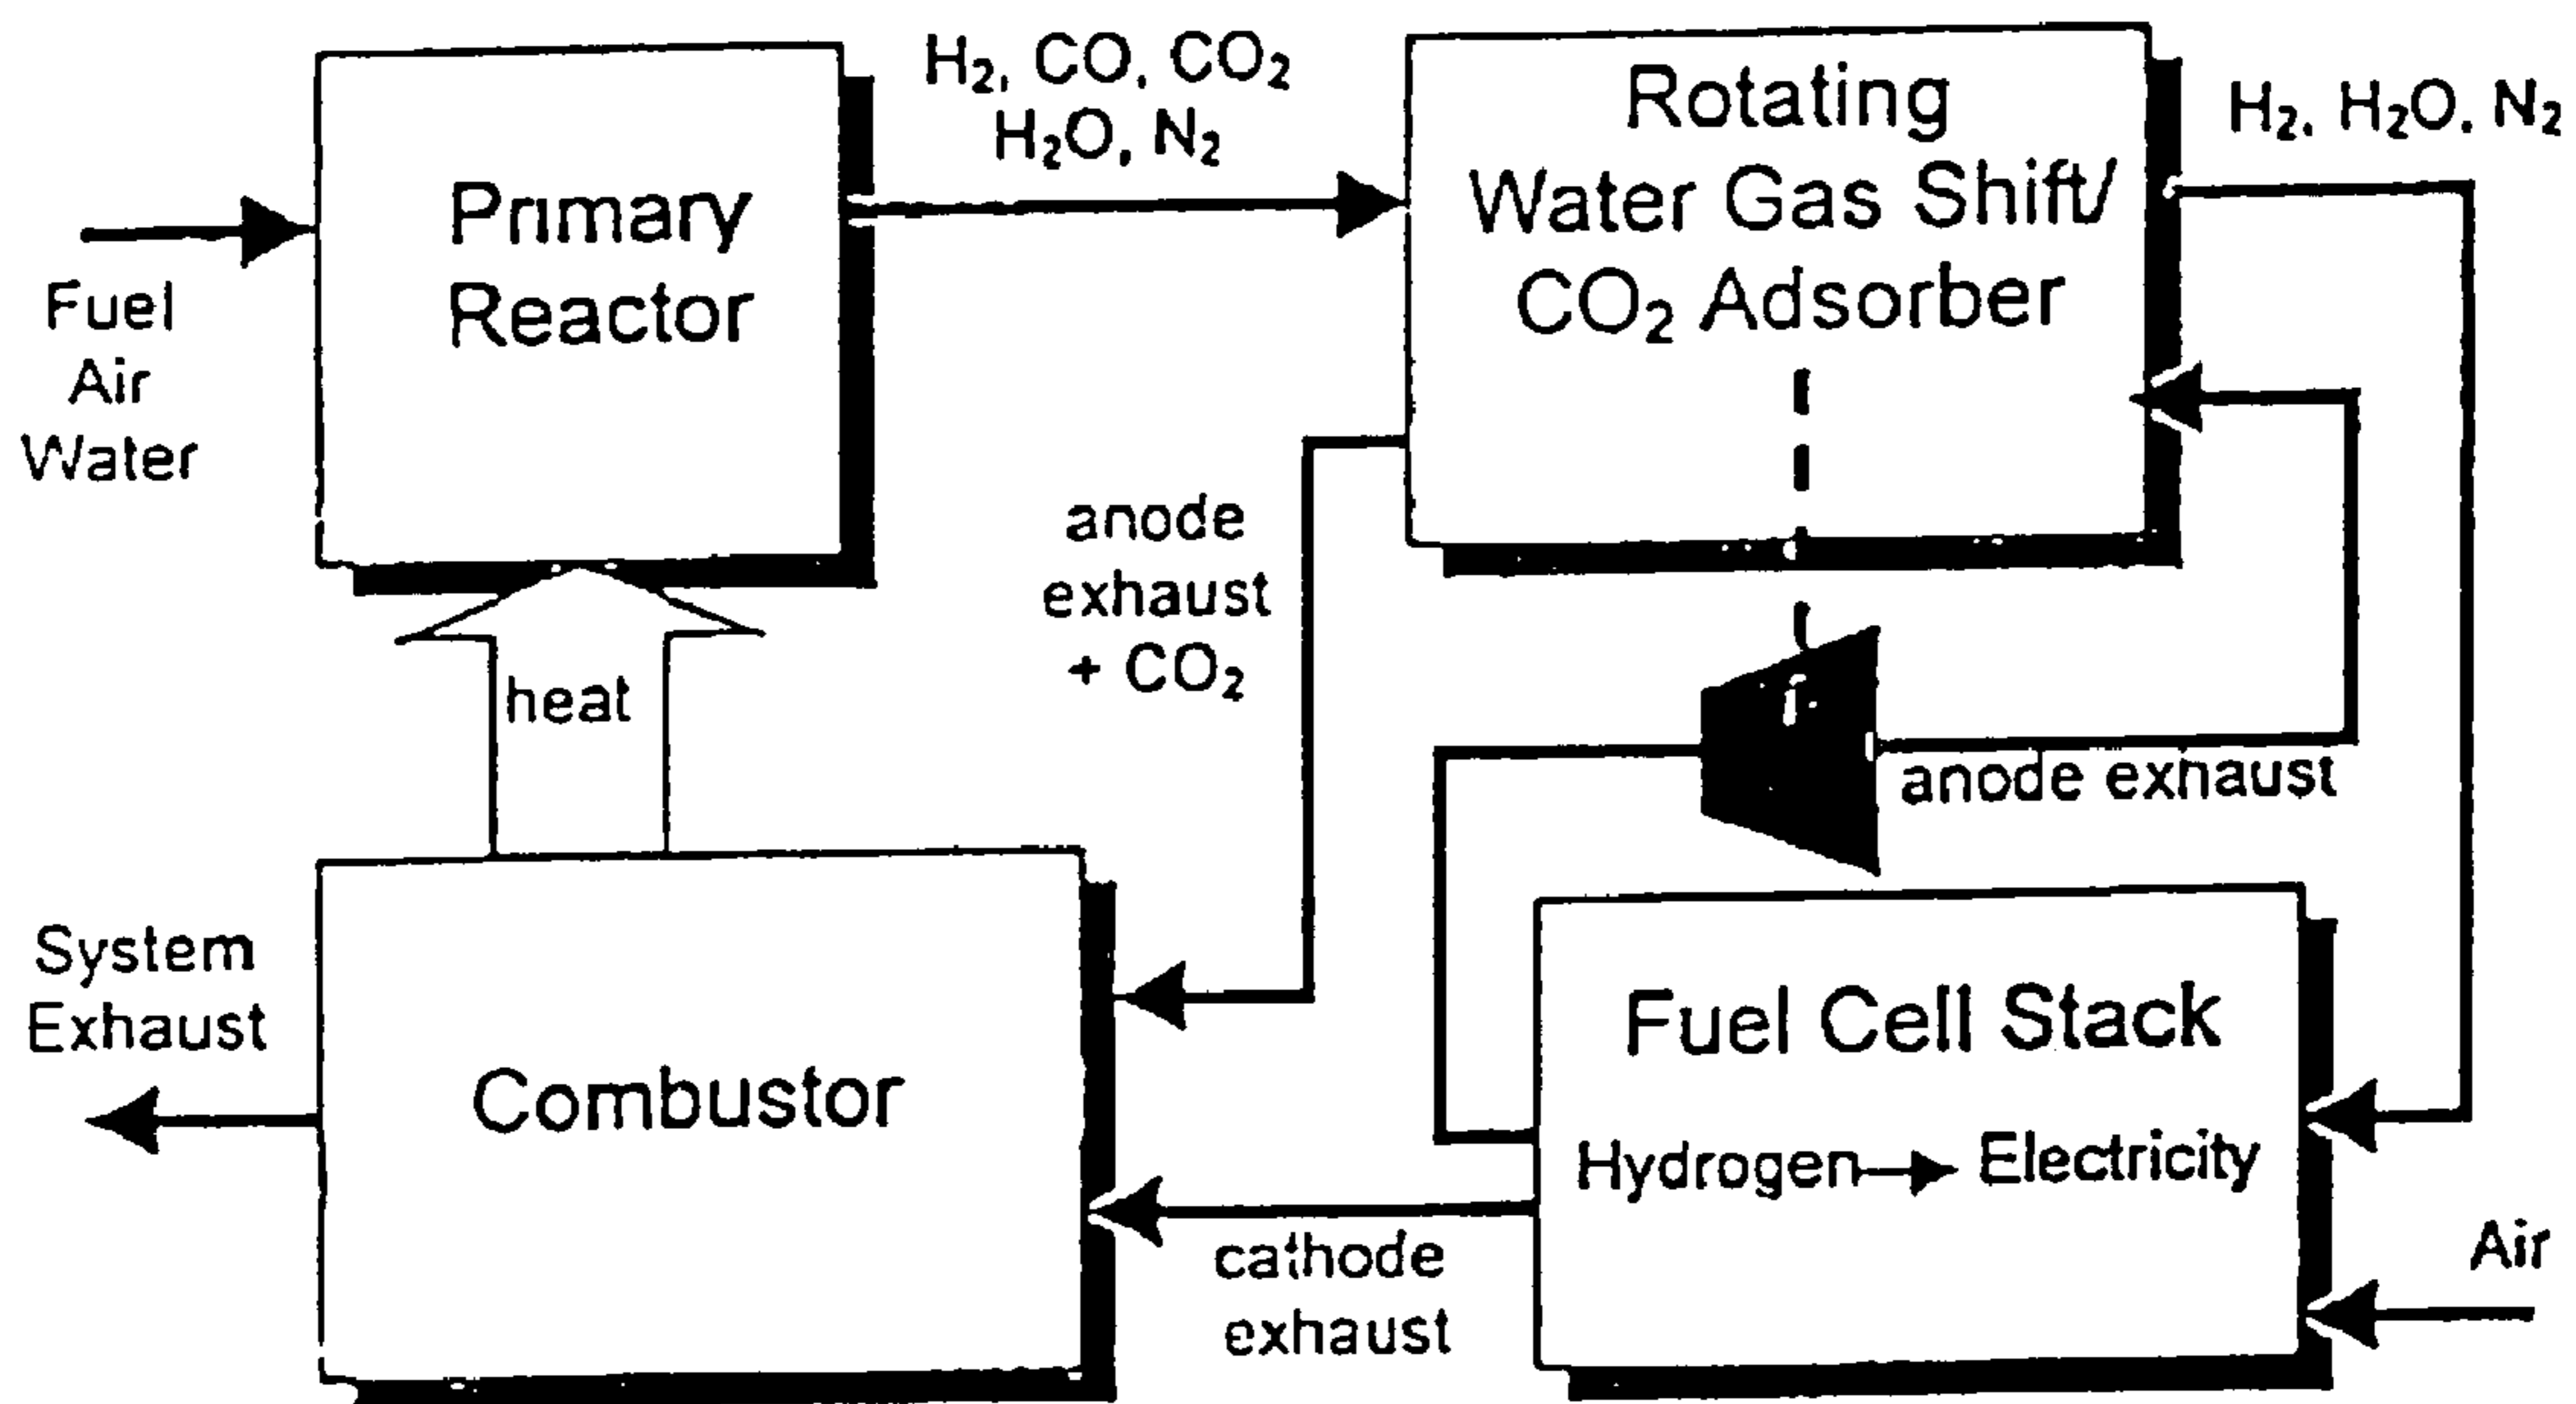 H₂, CO, CO₂
H₂O, N₂
Rotating
Water Gas Shift/
CO₂ Adsorber
H₂, H₂O, N₂
Primary
Reactor
Fuel
Air
Water
anode
exhaust
+ CO₂
heat
anode exhaust
System
Exhaust
Combustor
Fuel Cell Stack
Hydrogen → Electricity
cathode
exhaust
Air